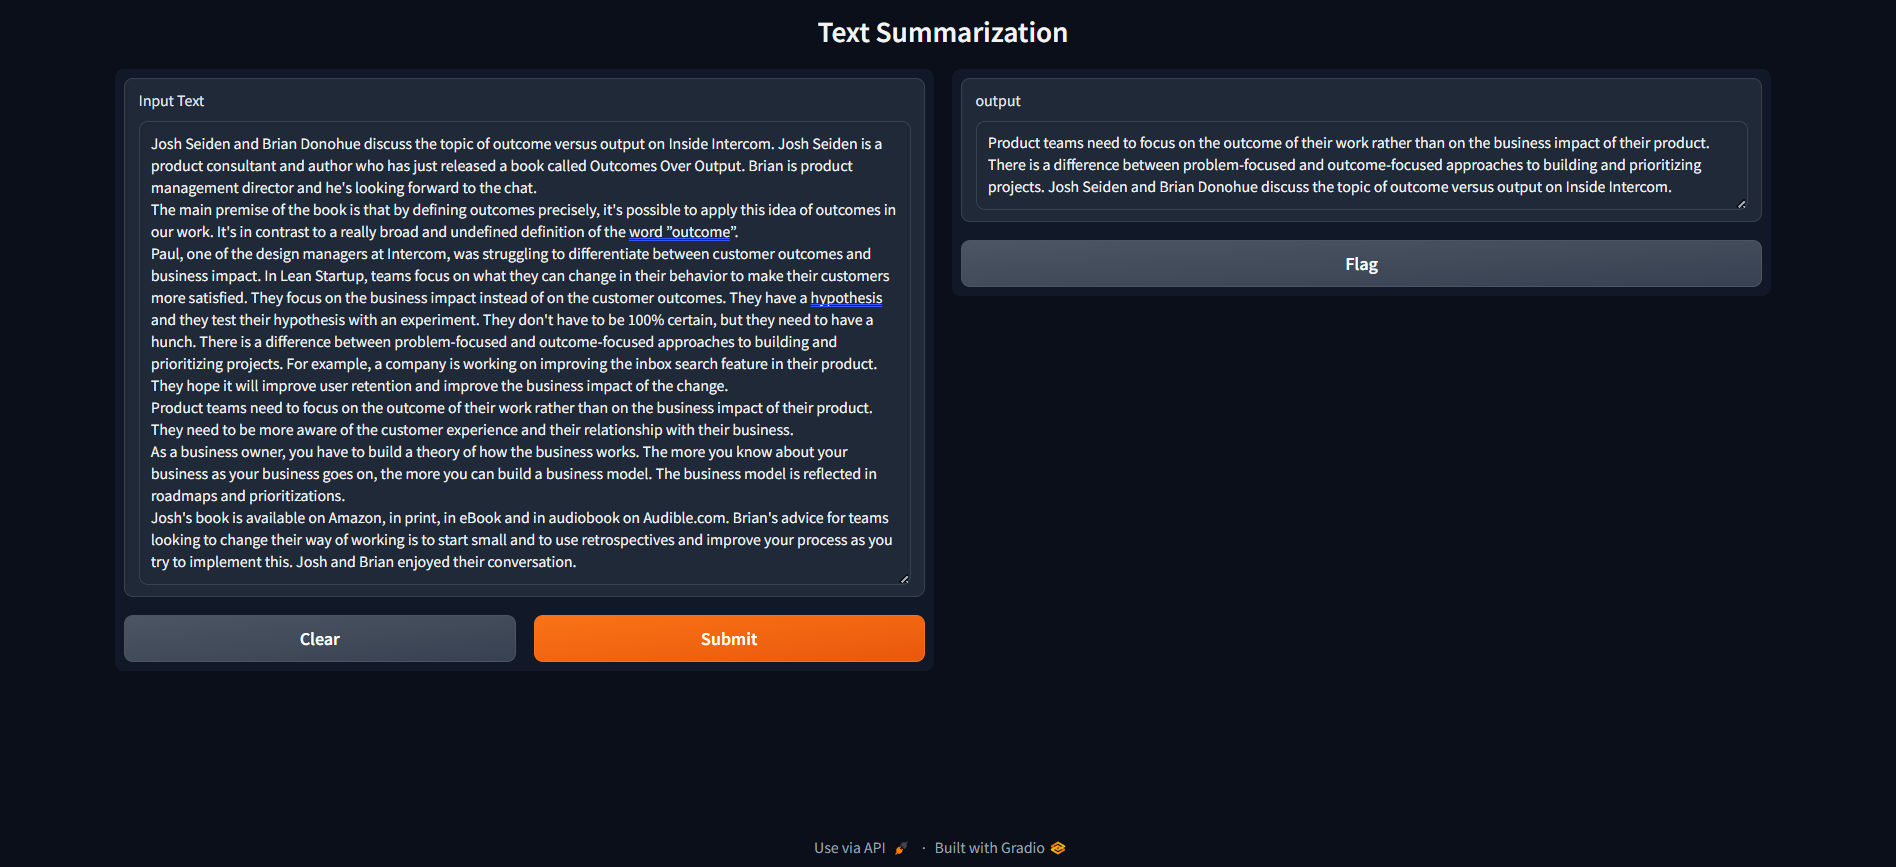 Text Summarization
Input Text
Josh Seiden and Brian Donohue discuss the topic of outcome versus output on Inside Intercom. Josh Seiden is a
product consultant and author who has just released a book called Outcomes Over Output. Brian is product
management director and he's looking forward to the chat.
The main premise of the book is that by defining outcomes precisely, it's possible to apply this idea of outcomes in
our work. It's in contrast to a really broad and undefined definition of the word ”outcome”.
Paul, one of the design managers at Intercom, was struggling to differentiate between customer outcomes and
business impact. In Lean Startup, teams focus on what they can change in their behavior to make their customers
more satisfied. They focus on the business impact instead of on the customer outcomes. They have a hypothesis
and they test their hypothesis with an experiment. They don't have to be 100% certain, but they need to have a
hunch. There is a difference between problem-focused and outcome-focused approaches to building and
prioritizing projects. For example, a company is working on improving the inbox search feature in their product.
They hope it will improve user retention and improve the business impact of the change.
Product teams need to focus on the outcome of their work rather than on the business impact of their product.
They need to be more aware of the customer experience and their relationship with their business.
As a business owner, you have to build a theory of how the business works. The more you know about your
business as your business goes on, the more you can build a business model. The business model is reflected in
roadmaps and prioritizations.
Josh's book is available on Amazon, in print, in eBook and in audiobook on Audible.com. Brian's advice for teams
looking to change their way of working is to start small and to use retrospectives and improve your process as you
try to implement this. Josh and Brian enjoyed their conversation.
Clear
Submit
output
Product teams need to focus on the outcome of their work rather than on the business impact of their product.
There is a difference between problem-focused and outcome-focused approaches to building and prioritizing
projects. Josh Seiden and Brian Donohue discuss the topic of outcome versus output on Inside Intercom.
Flag
Use via API · Built with Gradio